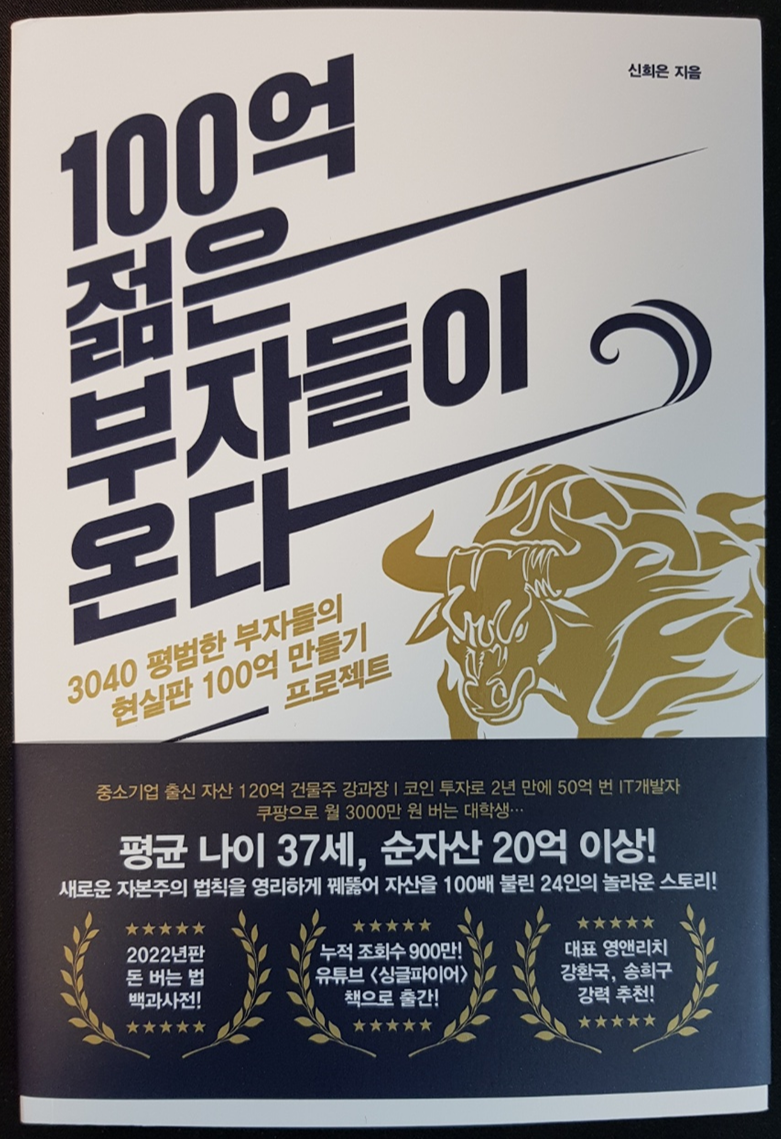 신희은 지음
100억
젊은
부자들이
온다
3040 평범한 부자들의
현실판 100억 만들기
프로젝트
중소기업 출신 자산 120억 건물주 강과장 | 코인 투자로 2년 만에 50억 번 IT개발자
쿠팡으로 월 3000만 원 버는 대학생…
평균 나이 37세, 순자산 20억 이상!
새로운 자본주의 법칙을 영리하게 꿰뚫어 자산을 100배 불린 24인의 놀라운 스토리!
2022년판
돈 버는 법
백과사전!
누적 조회수 900만!
유튜브 <싱글파이어>
책으로 출간!
대표 영앤리치
강환국, 송희구
강력 추천!